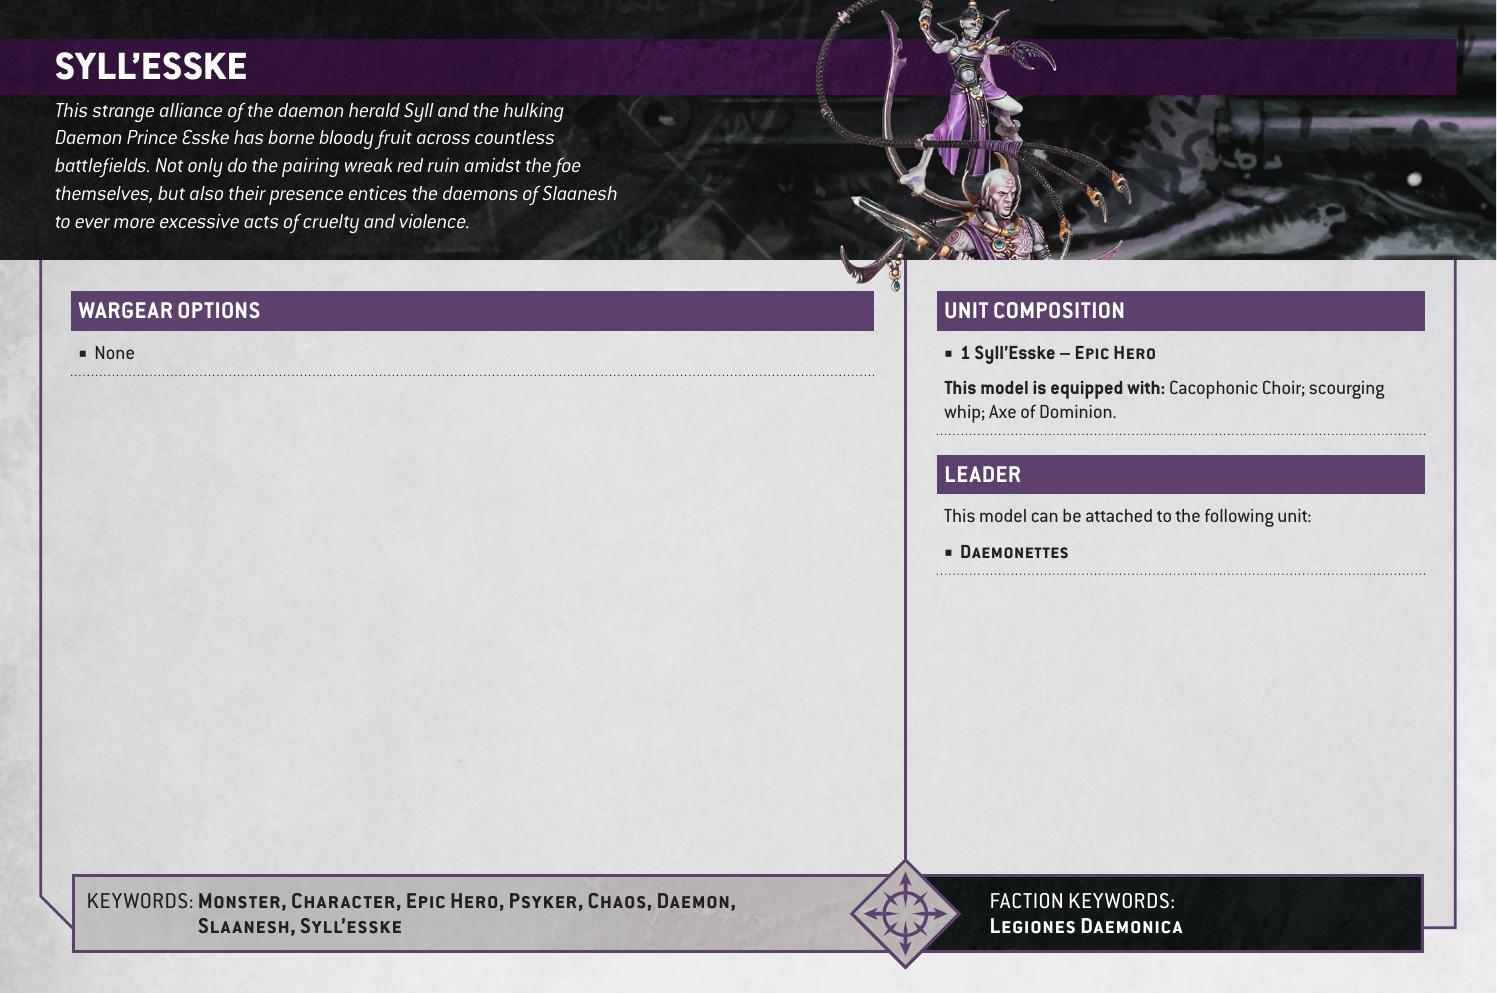 SYLL’ESSKE
This strange alliance of the daemon herald Syll and the hulking
Daemon Prince Esske has borne bloody fruit across countless
battlefields. Not only do the pairing wreak red ruin amidst the foe
themselves, but also their presence entices the daemons of Slaanesh
to ever more excessive acts of cruelty and violence.
WARGEAR OPTIONS
■ None
UNIT COMPOSITION
■ 1 Syll’Esske – Epic Hero
This model is equipped with: Cacophonic Choir; scourging
whip; Axe of Dominion.
LEADER
This model can be attached to the following unit:
■ Daemonettes
KEYWORDS: Monster, Character, Epic Hero, Psyker, Chaos, Daemon,
Slaanesh, Syll’esske
FACTION KEYWORDS:
Legiones Daemonica